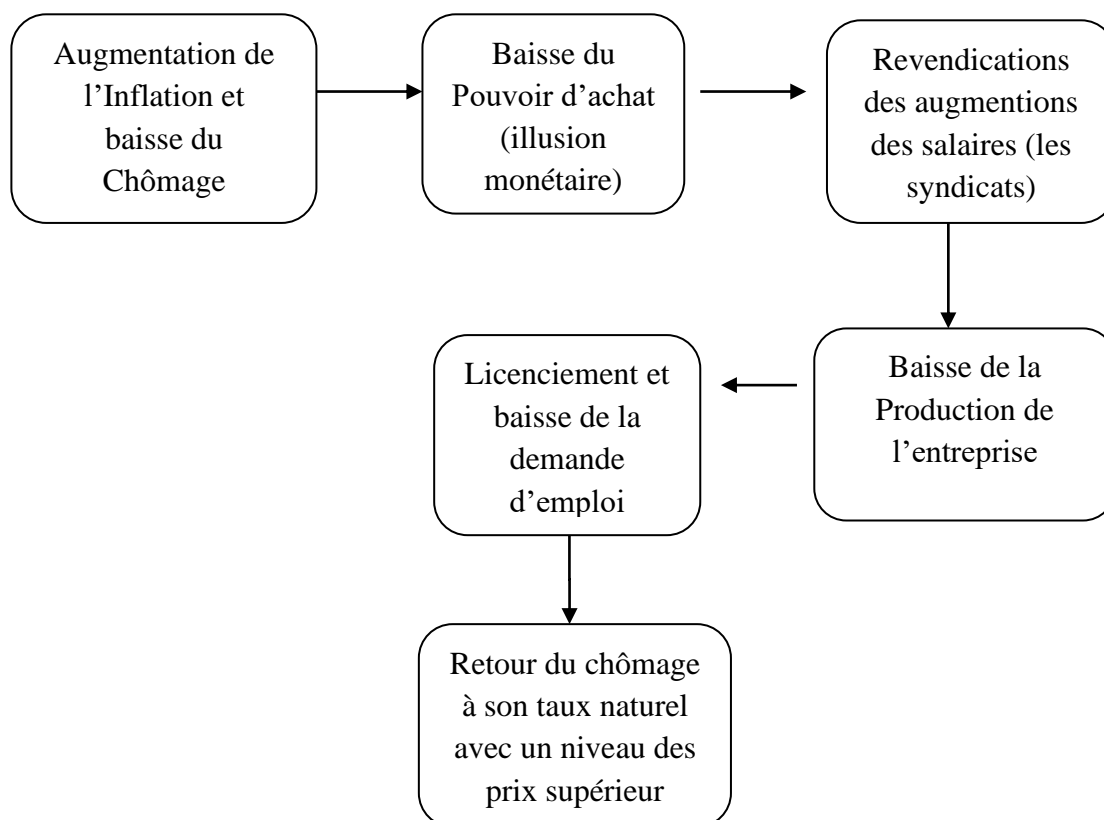 Augmentation de
l’Inflation et
baisse du
Chômage
Baisse du
Pouvoir d’achat
(illusion
monétaire)
Revendications
des augmentions
des salaires (les
syndicats)
Baisse de la
Production de
l’entreprise
Licenciement et
baisse de la
demande
d’emploi
Retour du chômage
à son taux naturel
avec un niveau des
prix supérieur